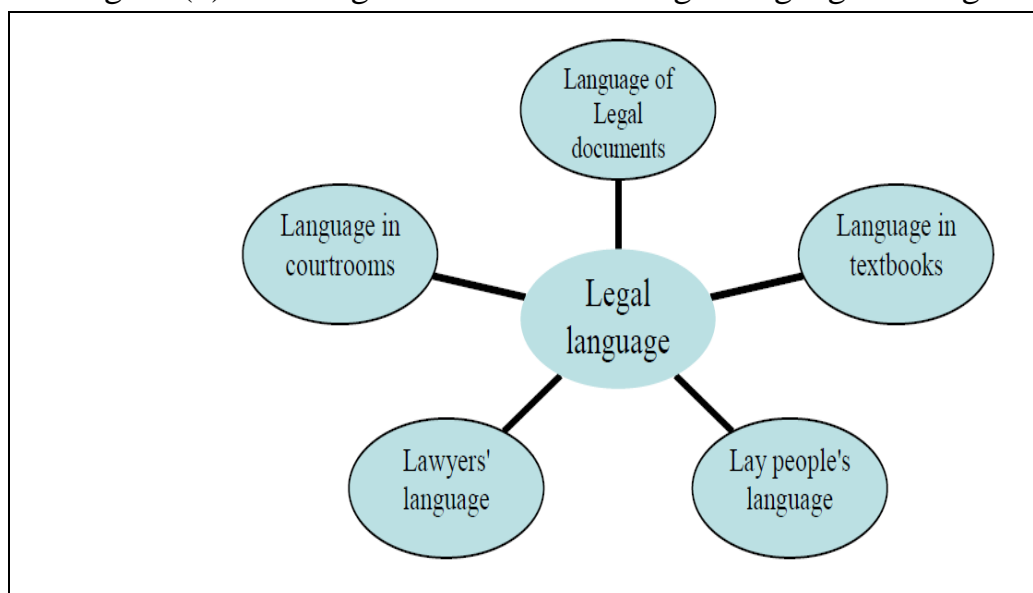 Language of
Legal
documents
Language in
courtrooms
Language in
textbooks
Legal
language
Lawyers'
language
Lay people's
language